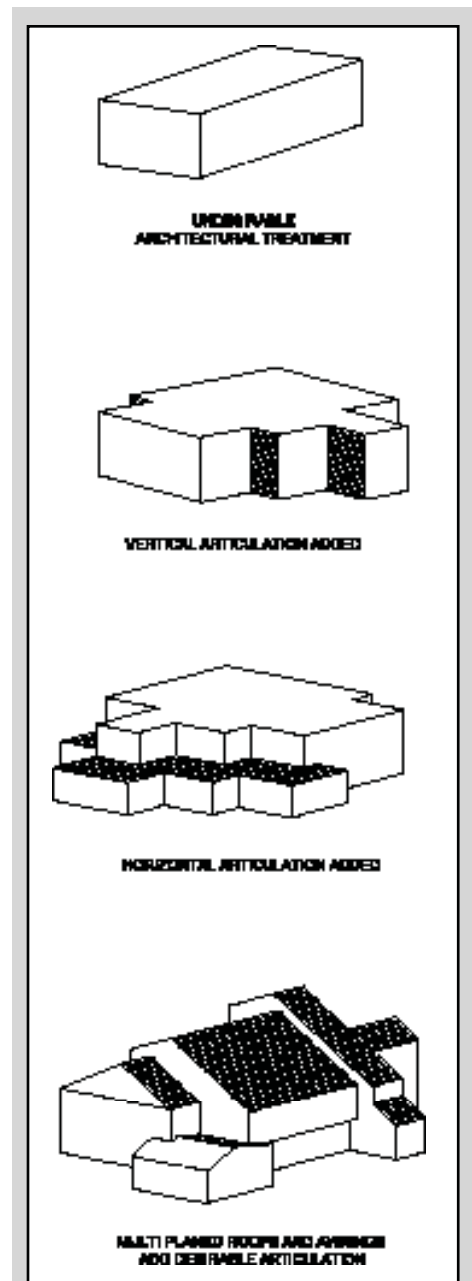 UNDESIRABLE
ARCHITECTURAL TREATMENT
VERTICAL ARTICULATION ADDED
HORIZONTAL ARTICULATION ADDED
MULTI PLANED ROOFS AND AWNINGS
ADD DESIRABLE ARTICULATION